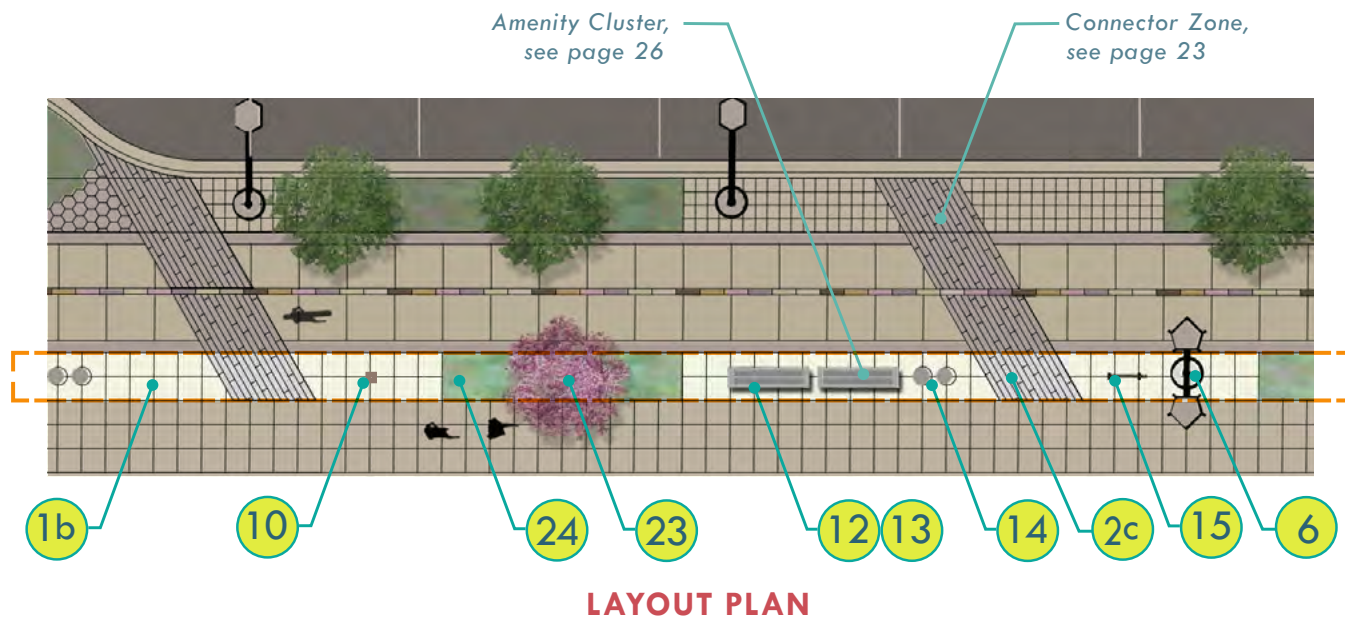 Amenity Cluster,
see page 26
Connector Zone,
see page 23
1b
10
24
23
12
13
14
2c
15
6
LAYOUT PLAN